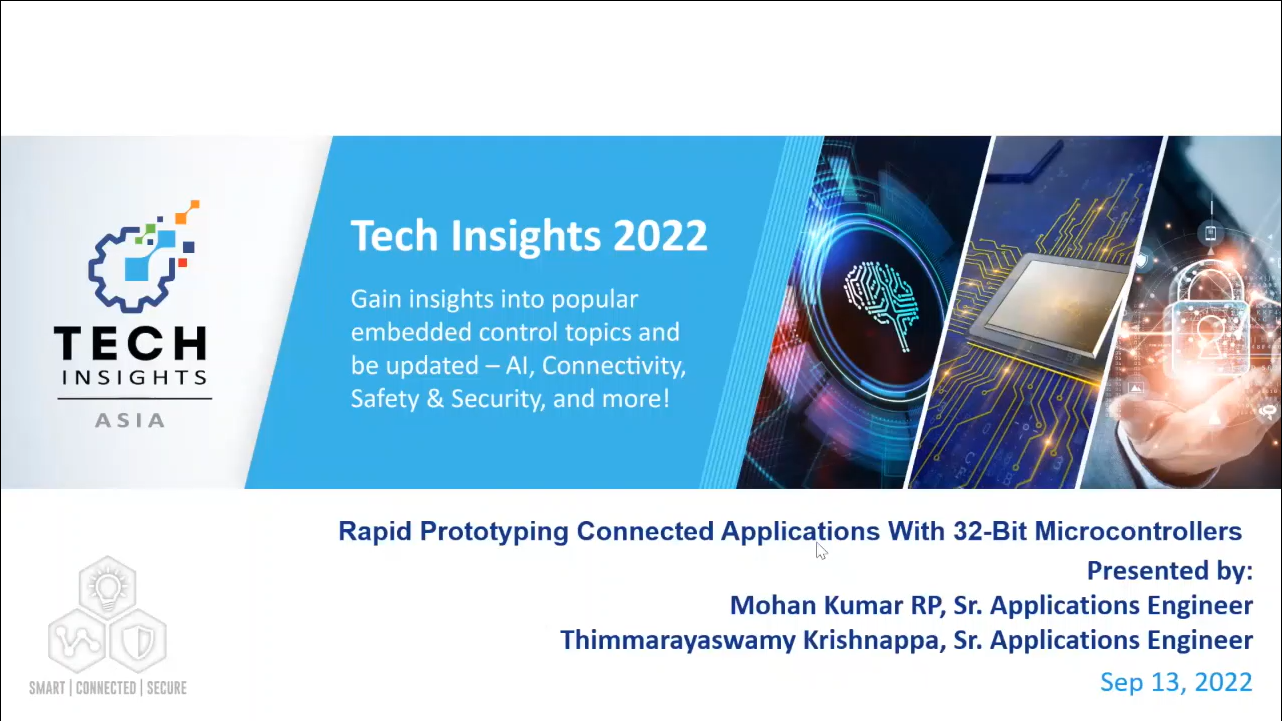 TECH
INSIGHTS
ASIA
Tech Insights 2022
Gain insights into popular
embedded control topics and
be updated – AI, Connectivity,
Safety & Security, and more!
Rapid Prototyping Connected Applications With 32-Bit Microcontrollers
Presented by:
Mohan Kumar RP, Sr. Applications Engineer
Thimmarayaswamy Krishnappa, Sr. Applications Engineer
Sep 13, 2022
SMART | CONNECTED | SECURE